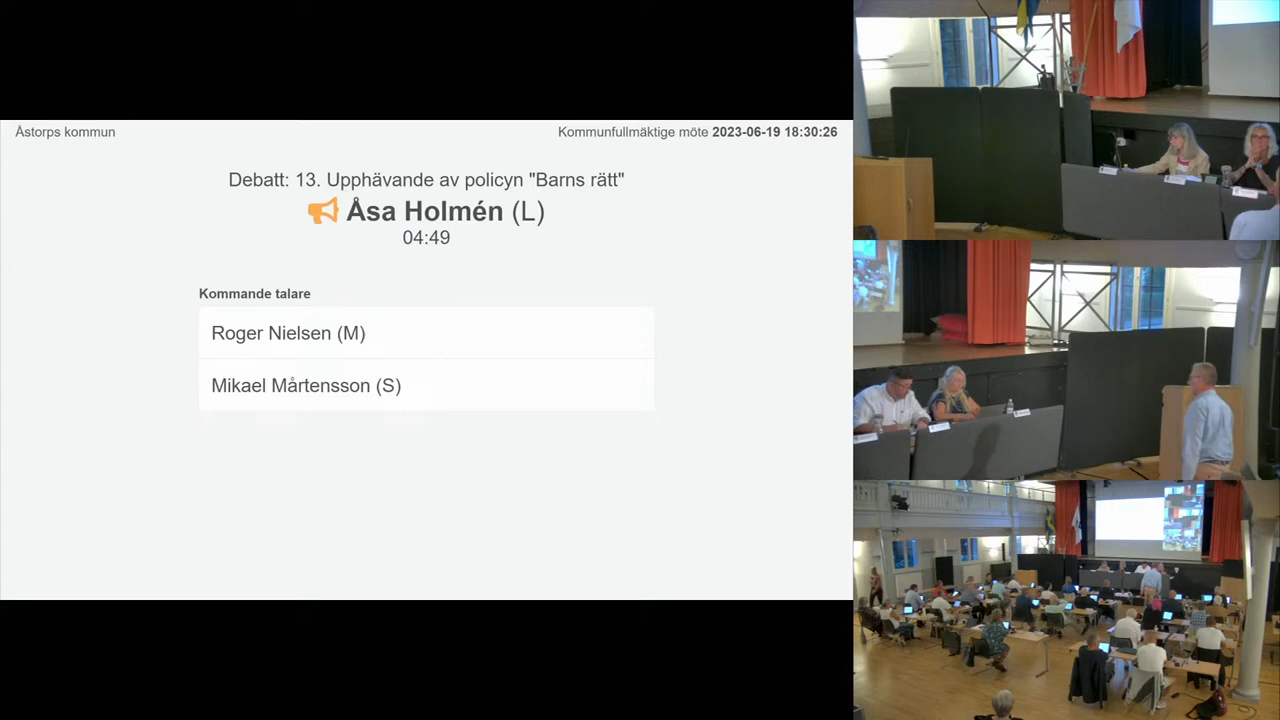 Åstorps kommun
Kommunfullmäktige möte 2023-06-19 18:30:26
Debatt: 13. Upphävande av policyn "Barns rätt"
Åsa Holmén (L)
04:49
Kommande talare
Roger Nielsen (M)
Mikael Mårtensson (S)